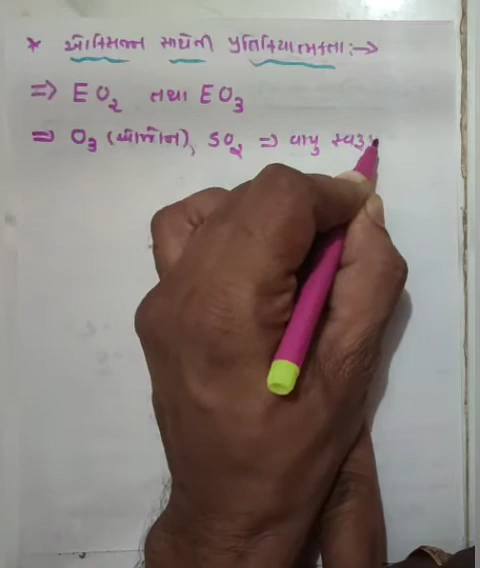 * ઓક્સિજન સાથેની પ્રતિક્રિયાત્મકતા :→
⇒ EO₂ તથા EO₃
⇒ O₃ (ઓઝોન), SO₂ ⇒ વાયુ સ્વરૂપ